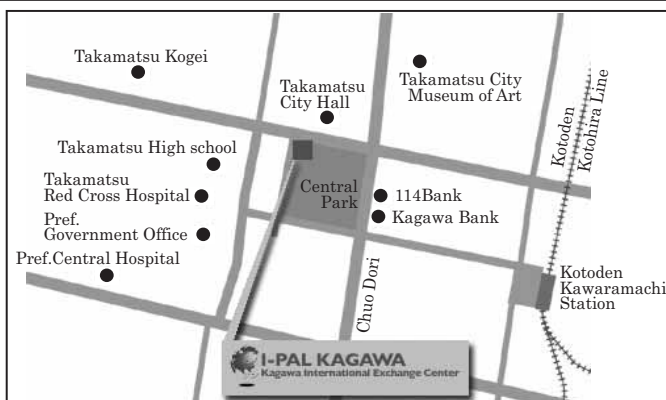 Takamatsu Kogei
Takamatsu
City Hall
Takamatsu City
Museum of Art
Kotoden
Kotohira Line
Takamatsu High school
Takamatsu
Red Cross Hospital
Pref.
Government Office
Pref.Central Hospital
Central
Park
114Bank
Kagawa Bank
Chuo Dori
Kotoden
Kawaramachi
Station
I-PAL KAGAWA
Kagawa International Exchange Center